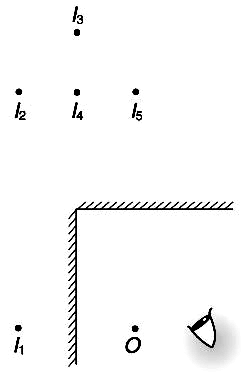 I₃
I₂ I₄ I₅
I₁ O